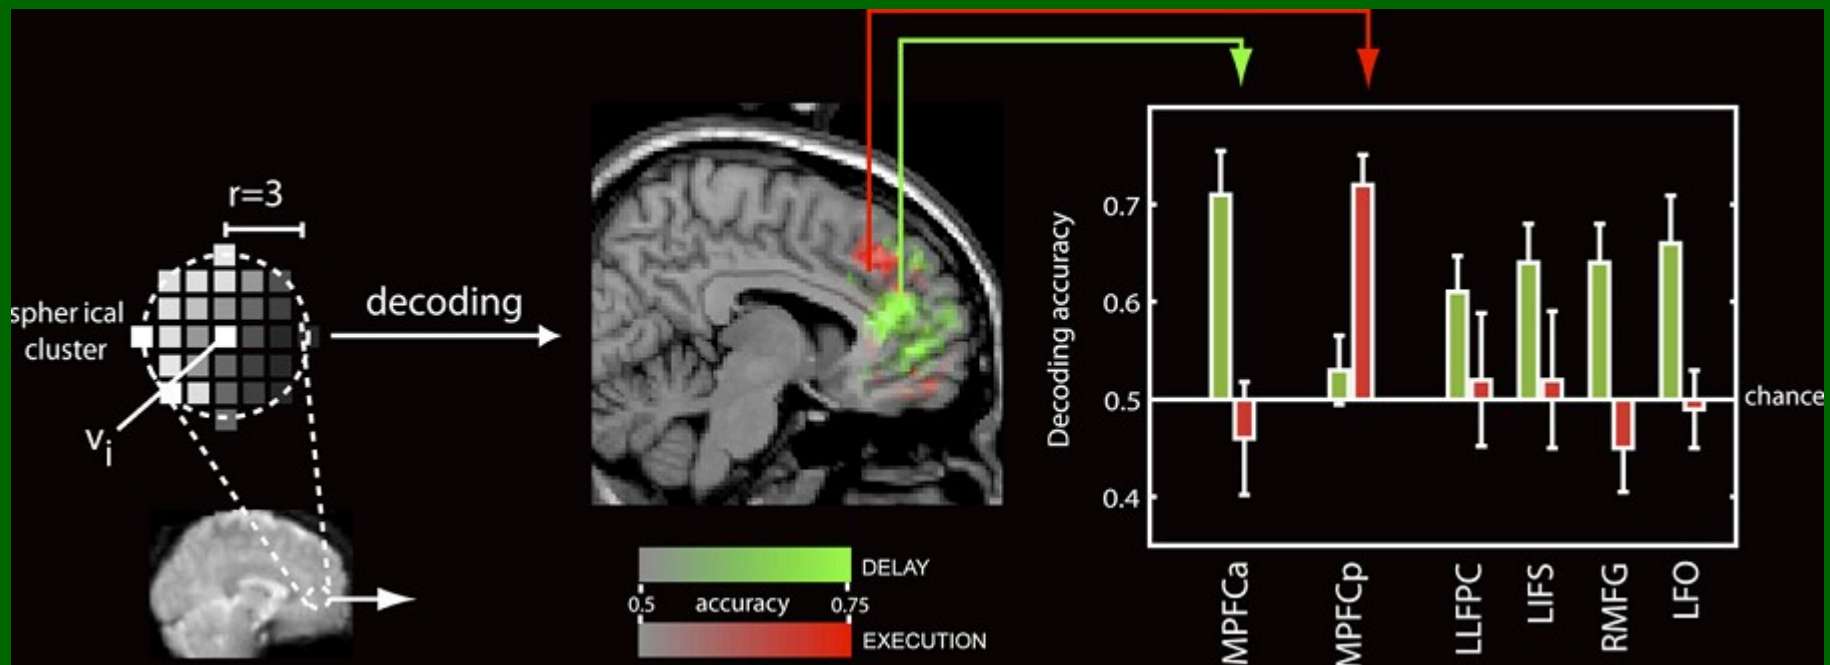 r=3
spher ical
cluster
vi
decoding
DELAY
0.5 accuracy 0.75
EXECUTION
Decoding accuracy
0.7
0.6
0.5
0.4
chance
MPFCa
MPFCp
LLFPC
LIFS
RMFG
LFO